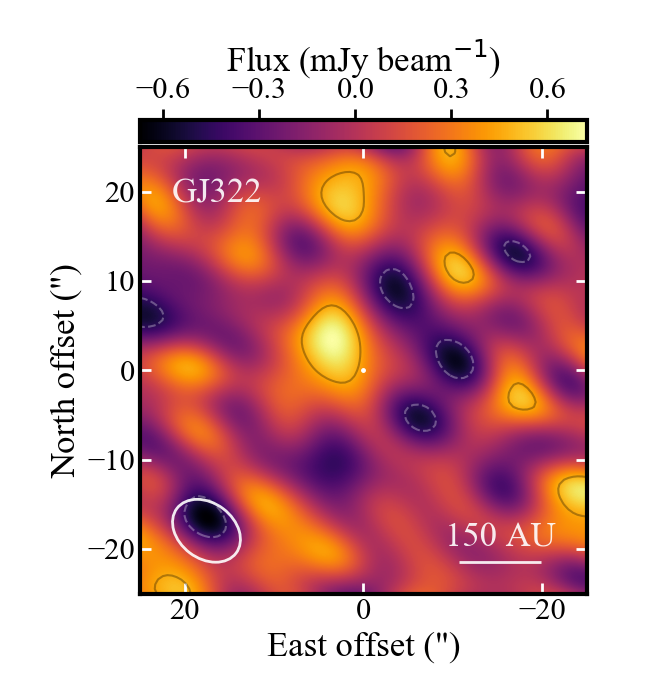 Flux (mJy beam⁻¹)
−0.6 −0.3 0.0 0.3 0.6
GJ322
20
10
0
−10
−20
North offset (")
150 AU
20 0 −20
East offset (")